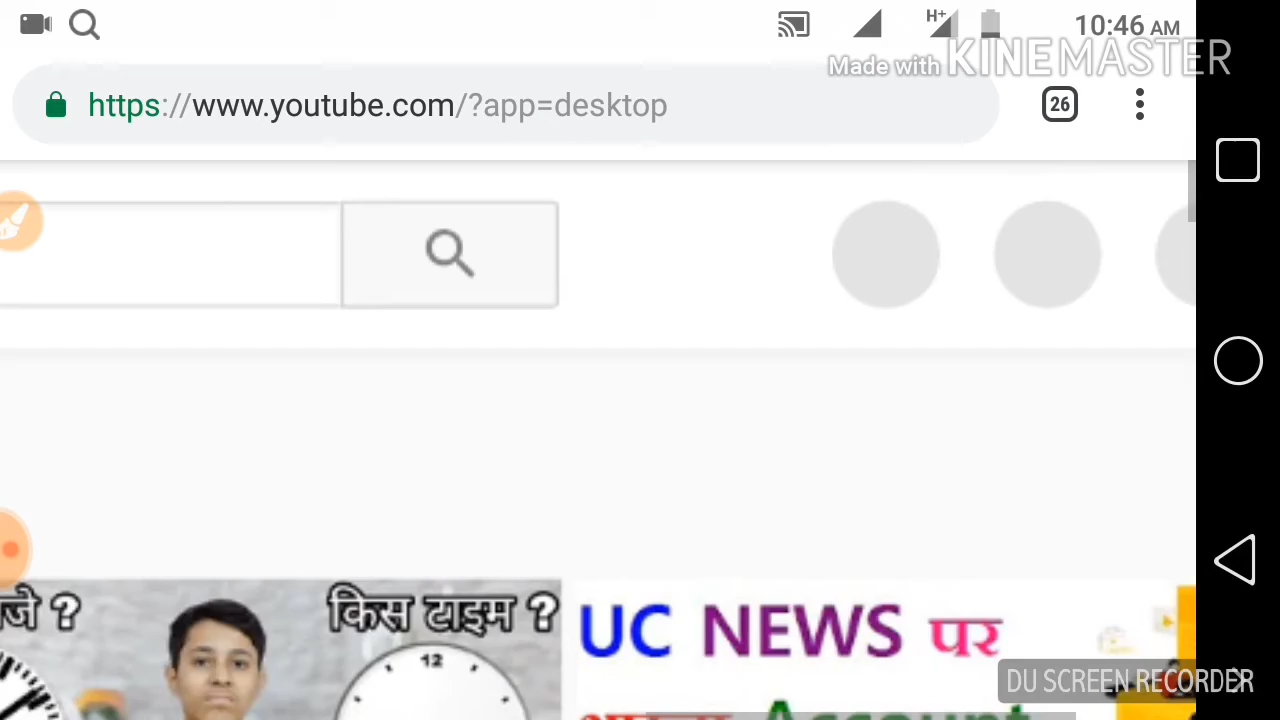 H+ 10:46 AM
Made with KINEMASTER
https://www.youtube.com/?app=desktop
26
जे ? किस टाइम ?
12
UC NEWS पर
Account
DU SCREEN RECORDER